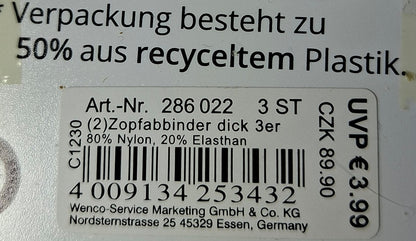 * Verpackung besteht zu
50% aus recyceltem Plastik.
Art.-Nr. 286 022 3 ST
(2)Zopfabbinder dick 3er
80% Nylon, 20% Elasthan
C1230
4 009134 253432
Wenco-Service Marketing GmbH & Co. KG
Nordsternstrasse 25 45329 Essen, Germany
CZK 89.90
UVP € 3.99